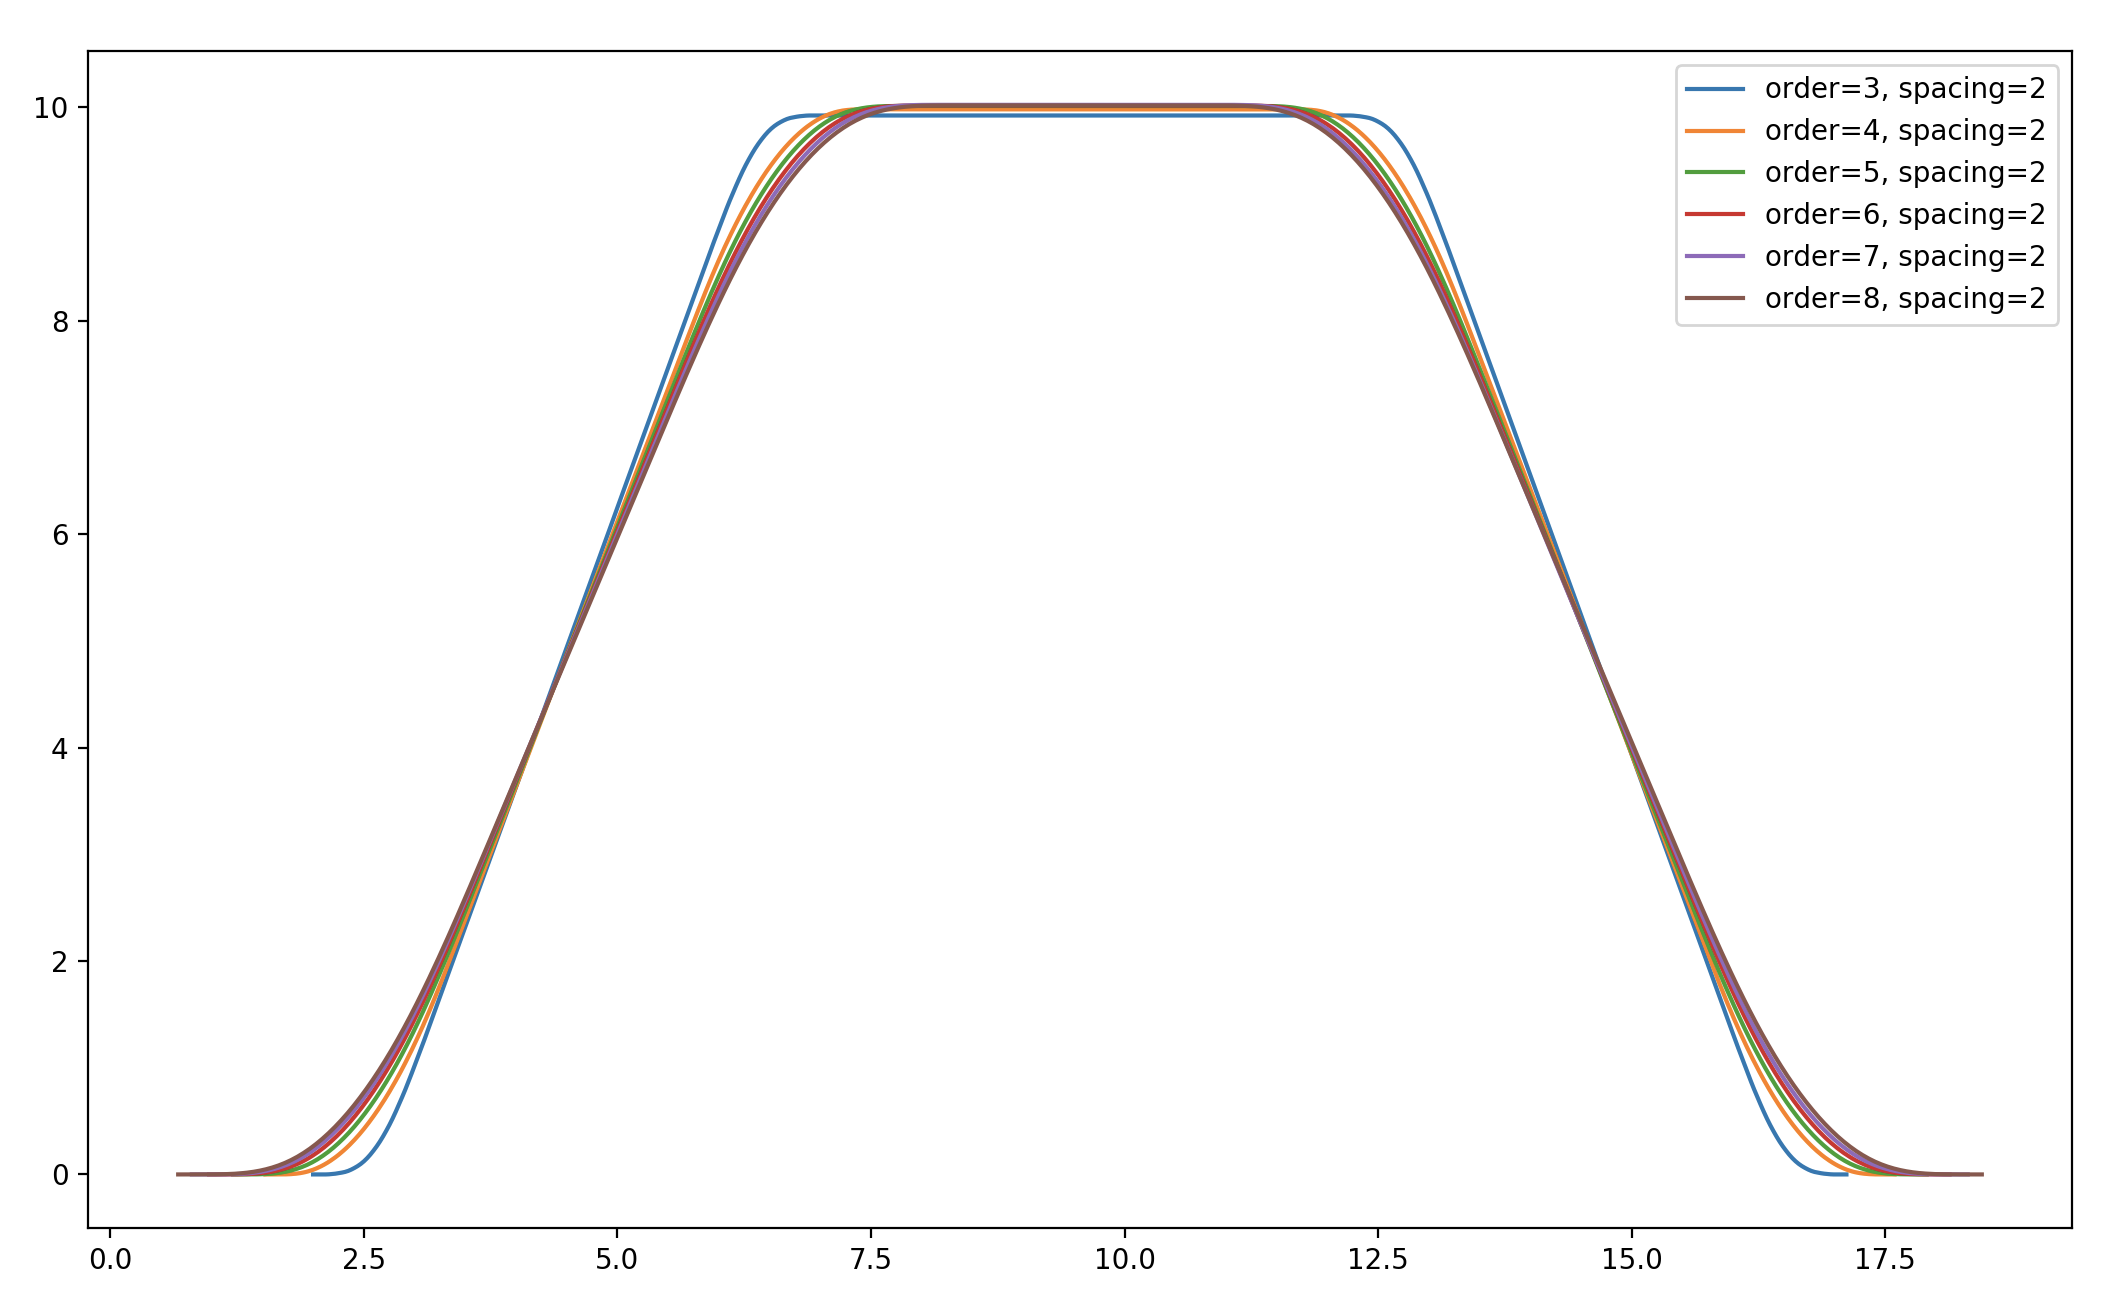 order=3, spacing=2
order=4, spacing=2
order=5, spacing=2
order=6, spacing=2
order=7, spacing=2
order=8, spacing=2
10
8
6
4
2
0
0.0 2.5 5.0 7.5 10.0 12.5 15.0 17.5